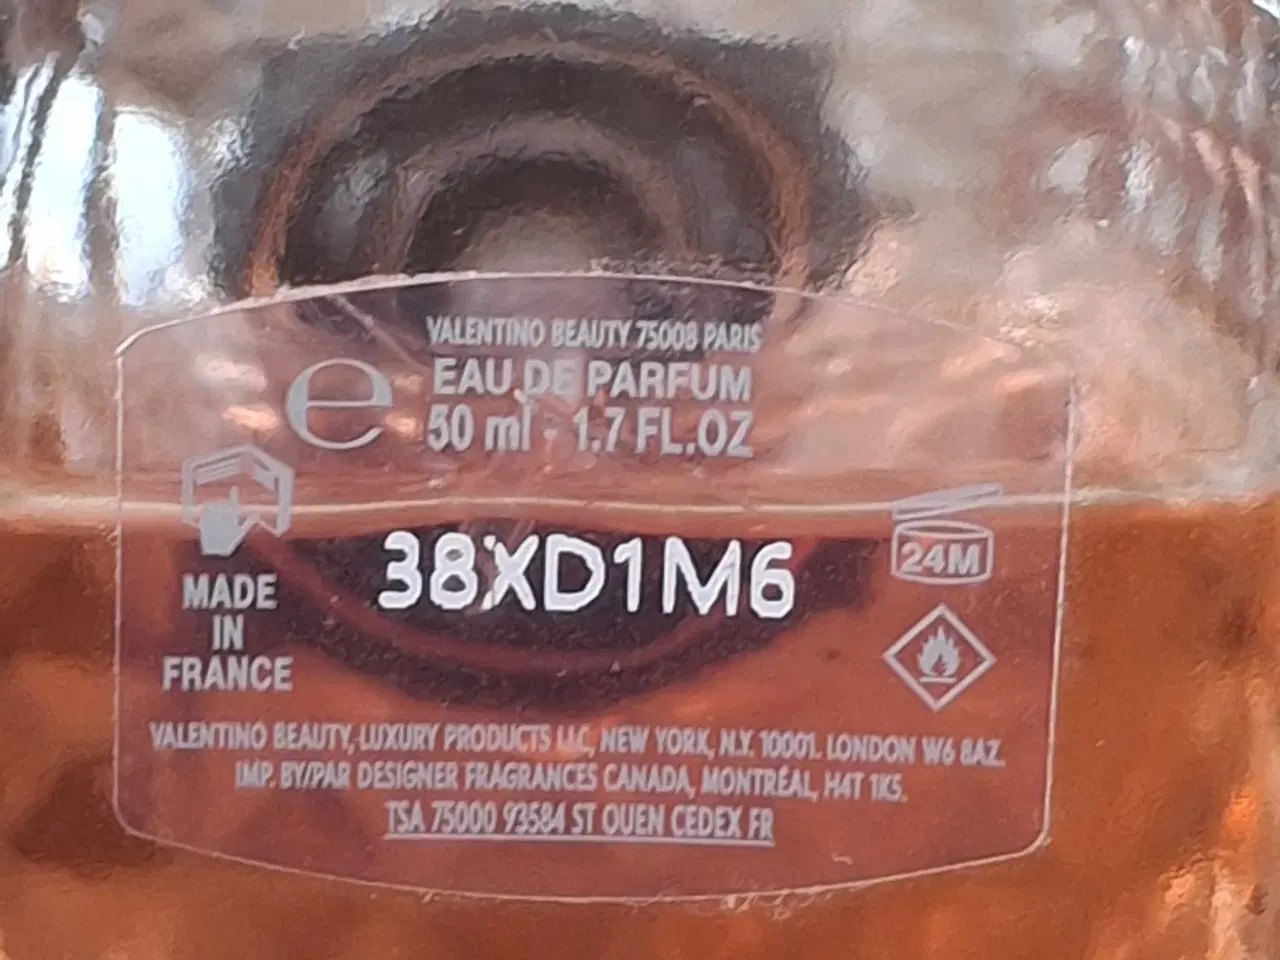 VALENTINO BEAUTY 75008 PARIS
e EAU DE PARFUM
50 ml - 1.7 FL.OZ
38XD1M6
24M
MADE
IN
FRANCE
VALENTINO BEAUTY, LUXURY PRODUCTS LLC, NEW YORK, N.Y. 10001. LONDON W6 8AZ.
IMP. BY/PAR DESIGNER FRAGRANCES CANADA, MONTRÉAL, H4T 1K5.
TSA 75000 93584 ST OUEN CEDEX FR